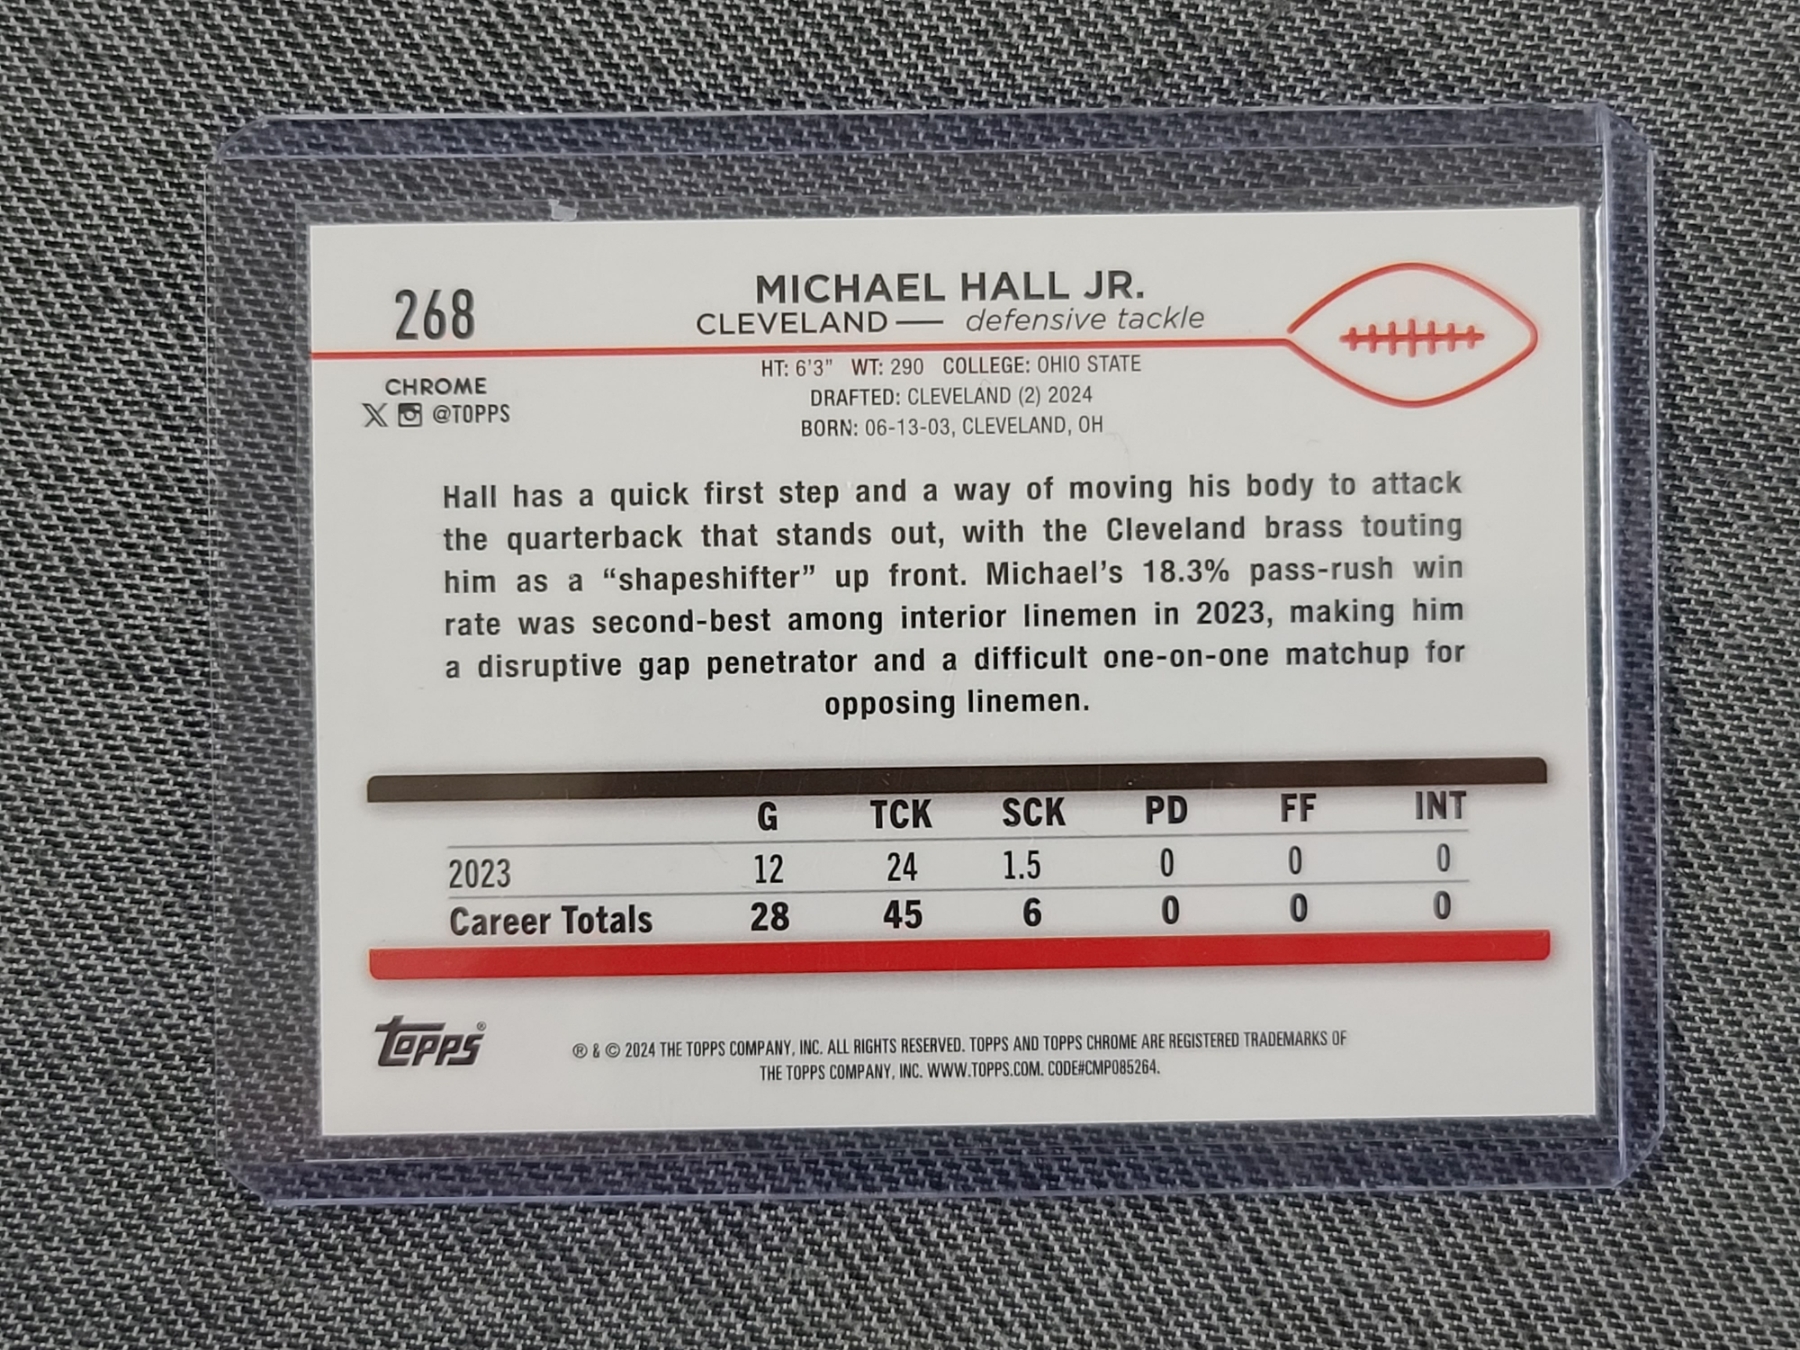 268
MICHAEL HALL JR.
CLEVELAND — defensive tackle
CHROME
X @TOPPS
HT: 6'3" WT: 290 COLLEGE: OHIO STATE
DRAFTED: CLEVELAND (2) 2024
BORN: 06-13-03, CLEVELAND, OH
Hall has a quick first step and a way of moving his body to attack
the quarterback that stands out, with the Cleveland brass touting
him as a “shapeshifter” up front. Michael’s 18.3% pass-rush win
rate was second-best among interior linemen in 2023, making him
a disruptive gap penetrator and a difficult one-on-one matchup for
opposing linemen.
G TCK SCK PD FF INT
2023 12 24 1.5 0 0 0
Career Totals 28 45 6 0 0 0
topps®
® & © 2024 THE TOPPS COMPANY, INC. ALL RIGHTS RESERVED. TOPPS AND TOPPS CHROME ARE REGISTERED TRADEMARKS OF
THE TOPPS COMPANY, INC. WWW.TOPPS.COM. CODE#CMP085264.